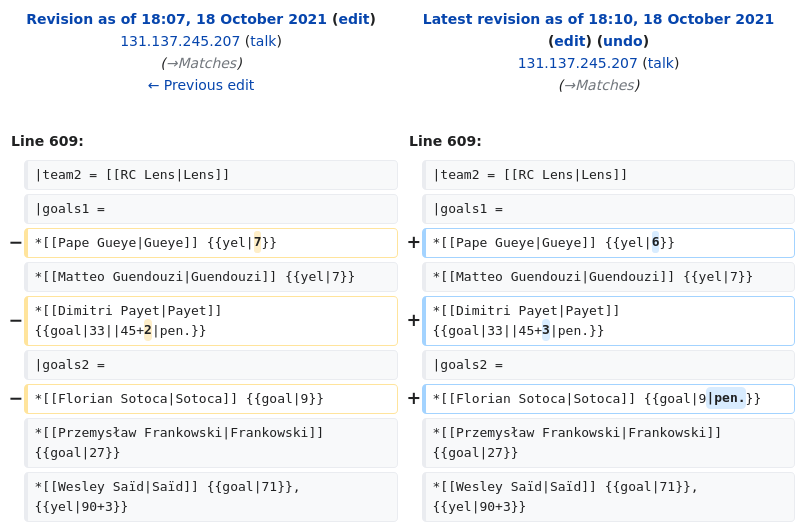 Revision as of 18:07, 18 October 2021 (edit)
131.137.245.207 (talk)
(→Matches)
← Previous edit
Latest revision as of 18:10, 18 October 2021
(edit) (undo)
131.137.245.207 (talk)
(→Matches)
Line 609:
Line 609:
|team2 = [[RC Lens|Lens]]
|team2 = [[RC Lens|Lens]]
|goals1 =
|goals1 =
− *[[Pape Gueye|Gueye]] {{yel|7}}
+ *[[Pape Gueye|Gueye]] {{yel|6}}
*[[Matteo Guendouzi|Guendouzi]] {{yel|7}}
*[[Matteo Guendouzi|Guendouzi]] {{yel|7}}
− *[[Dimitri Payet|Payet]]
{{goal|33||45+2|pen.}}
+ *[[Dimitri Payet|Payet]]
{{goal|33||45+3|pen.}}
|goals2 =
|goals2 =
− *[[Florian Sotoca|Sotoca]] {{goal|9}}
+ *[[Florian Sotoca|Sotoca]] {{goal|9|pen.}}
*[[Przemysław Frankowski|Frankowski]]
{{goal|27}}
*[[Przemysław Frankowski|Frankowski]]
{{goal|27}}
*[[Wesley Saïd|Saïd]] {{goal|71}},
{{yel|90+3}}
*[[Wesley Saïd|Saïd]] {{goal|71}},
{{yel|90+3}}